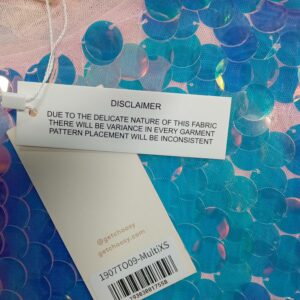 DISCLAIMER
DUE TO THE DELICATE NATURE OF THIS FABRIC
THERE WILL BE VARIANCE IN EVERY GARMENT
PATTERN PLACEMENT WILL BE INCONSISTENT
@getchoosy
getchoosy.com
1907TO09-MultiXS